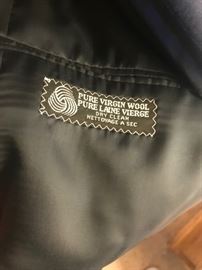 PURE VIRGIN WOOL
PURE LAINE VIERGE
DRY CLEAN
NETTOYAGE A SEC